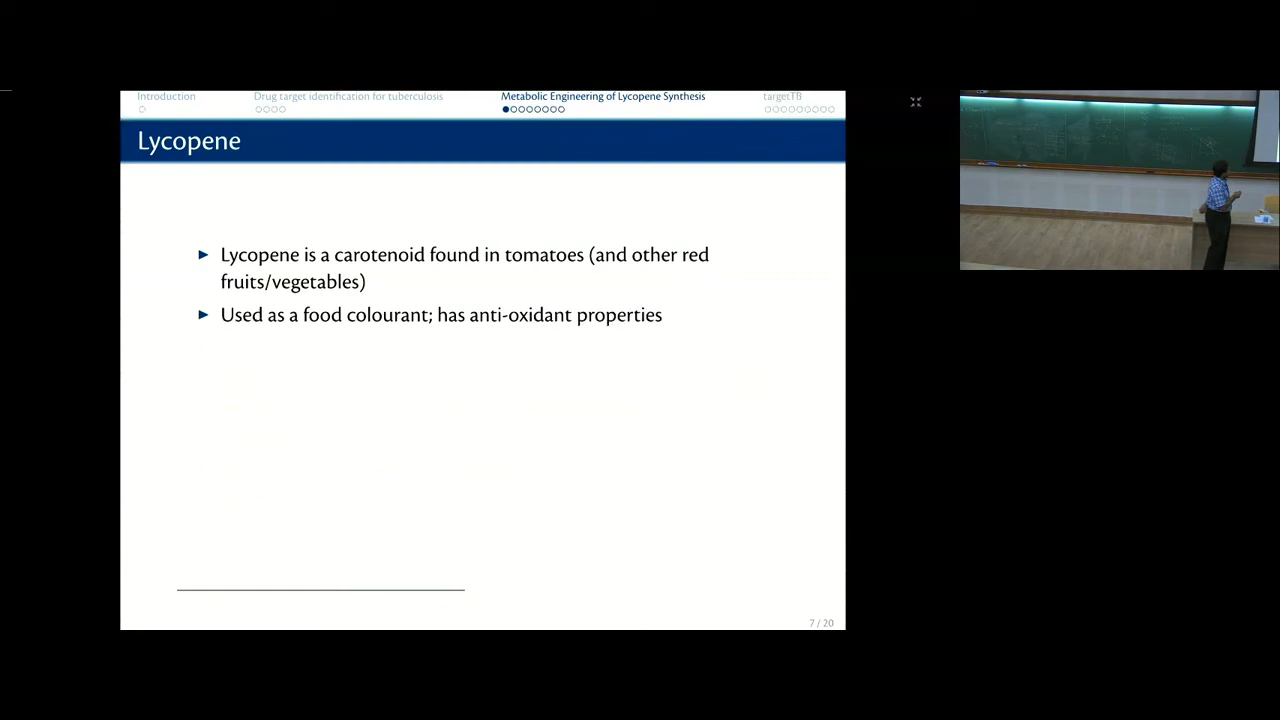 Introduction
Drug target identification for tuberculosis
Metabolic Engineering of Lycopene Synthesis
targetTB
Lycopene
► Lycopene is a carotenoid found in tomatoes (and other red
fruits/vegetables)
► Used as a food colourant; has anti-oxidant properties
7 / 20